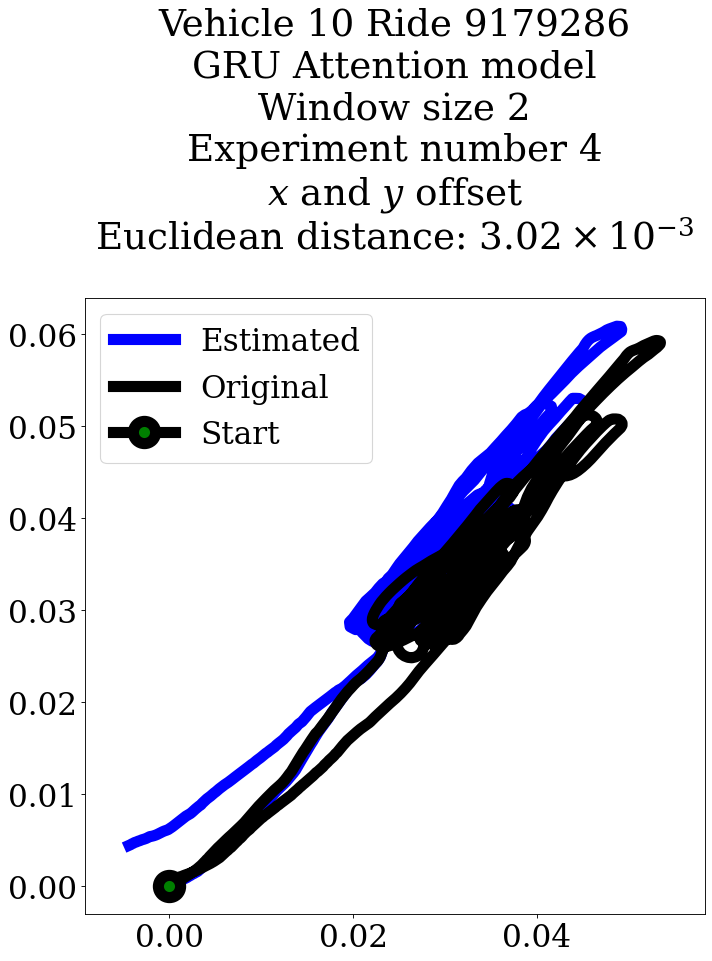 Vehicle 10 Ride 9179286
GRU Attention model
Window size 2
Experiment number 4
x and y offset
Euclidean distance: 3.02 × 10⁻³
Estimated
Original
Start
0.06
0.05
0.04
0.03
0.02
0.01
0.00
0.00 0.02 0.04